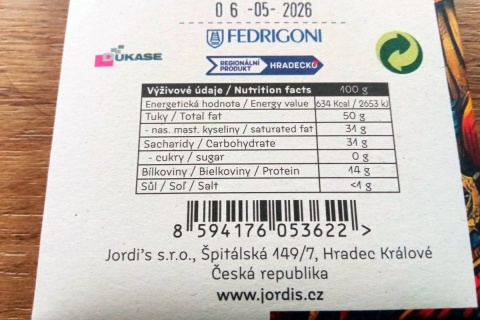 06 -05- 2026
FEDRIGONI
DUKASE
REGIONÁLNÍ
PRODUKT
HRADECKO
Výživové údaje / Nutrition facts 100 g
Energetická hodnota / Energy value 634 Kcal / 2653 kJ
Tuky / Total fat 50 g
- nas. mast. kyseliny / saturated fat 31 g
Sacharidy / Carbohydrate 31 g
- cukry / sugar 0 g
Bílkoviny / Bielkoviny / Protein 14 g
Sůl / Soľ / Salt <1 g
8 594176 053622 >
Jordi's s.r.o., Špitálská 149/7, Hradec Králové
Česká republika
www.jordis.cz